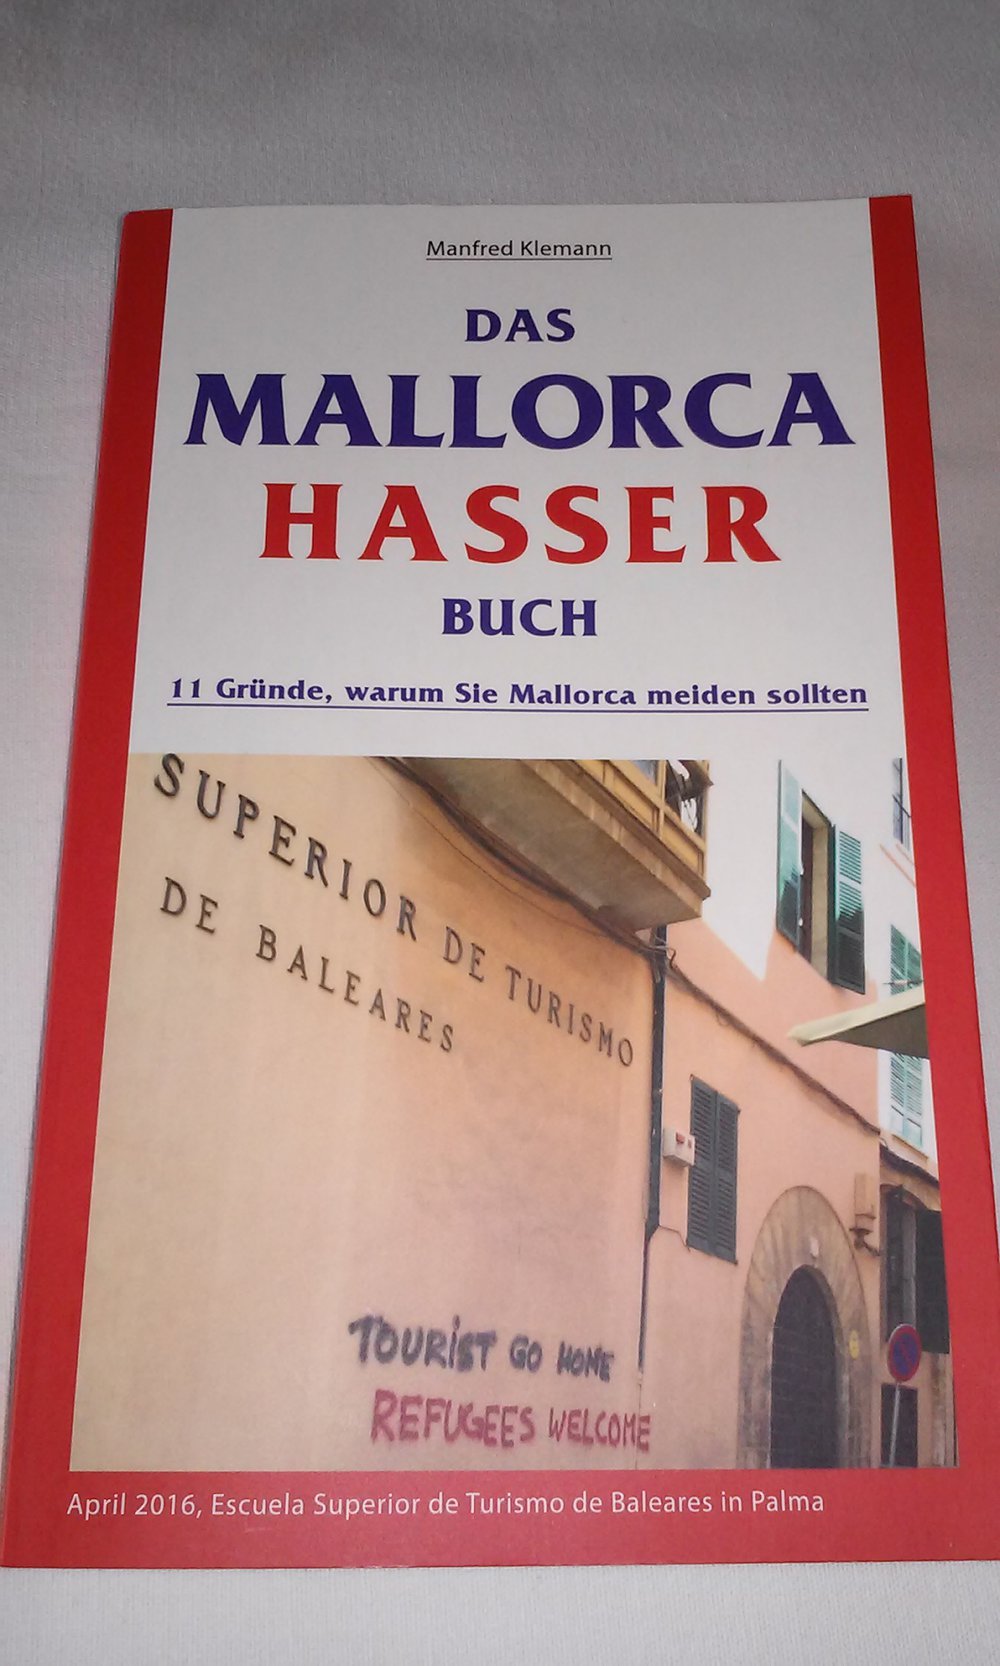 Manfred Klemann
DAS
MALLORCA
HASSER
BUCH
11 Gründe, warum Sie Mallorca meiden sollten
SUPERIOR DE TURISMO
DE BALEARES
TOURIST GO HOME
REFUGEES WELCOME
April 2016, Escuela Superior de Turismo de Baleares in Palma